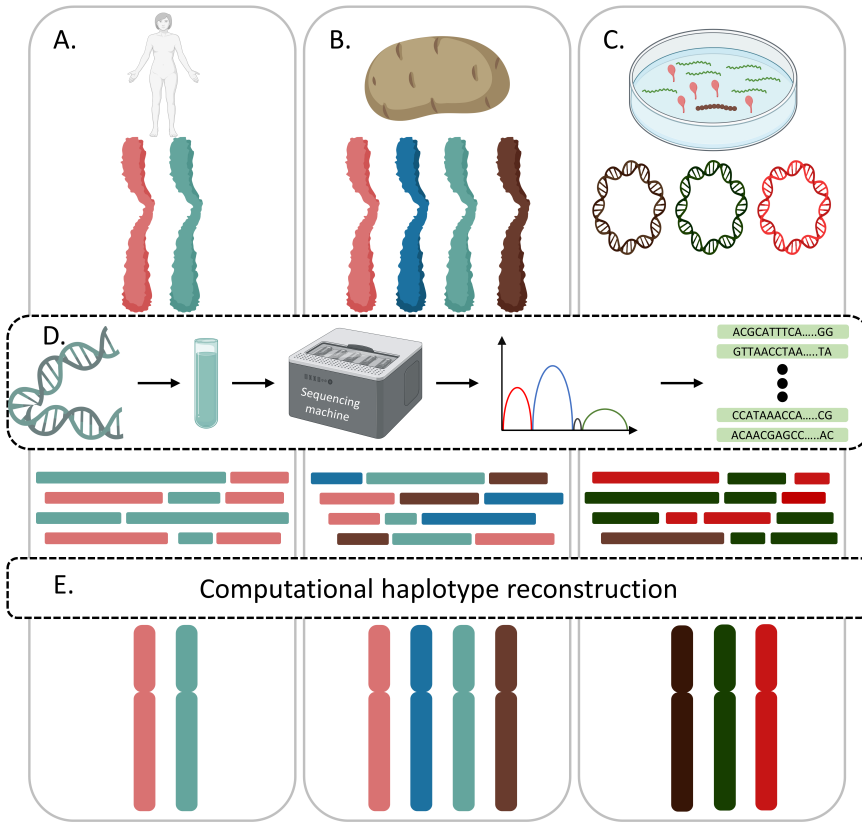 A.
B.
C.
D.
Sequencing
machine
ACGCATTTCA.....GG
GTTAACCTAA.....TA
CCATAAACCA.....CG
ACAACGAGCC.....AC
E.
Computational haplotype reconstruction